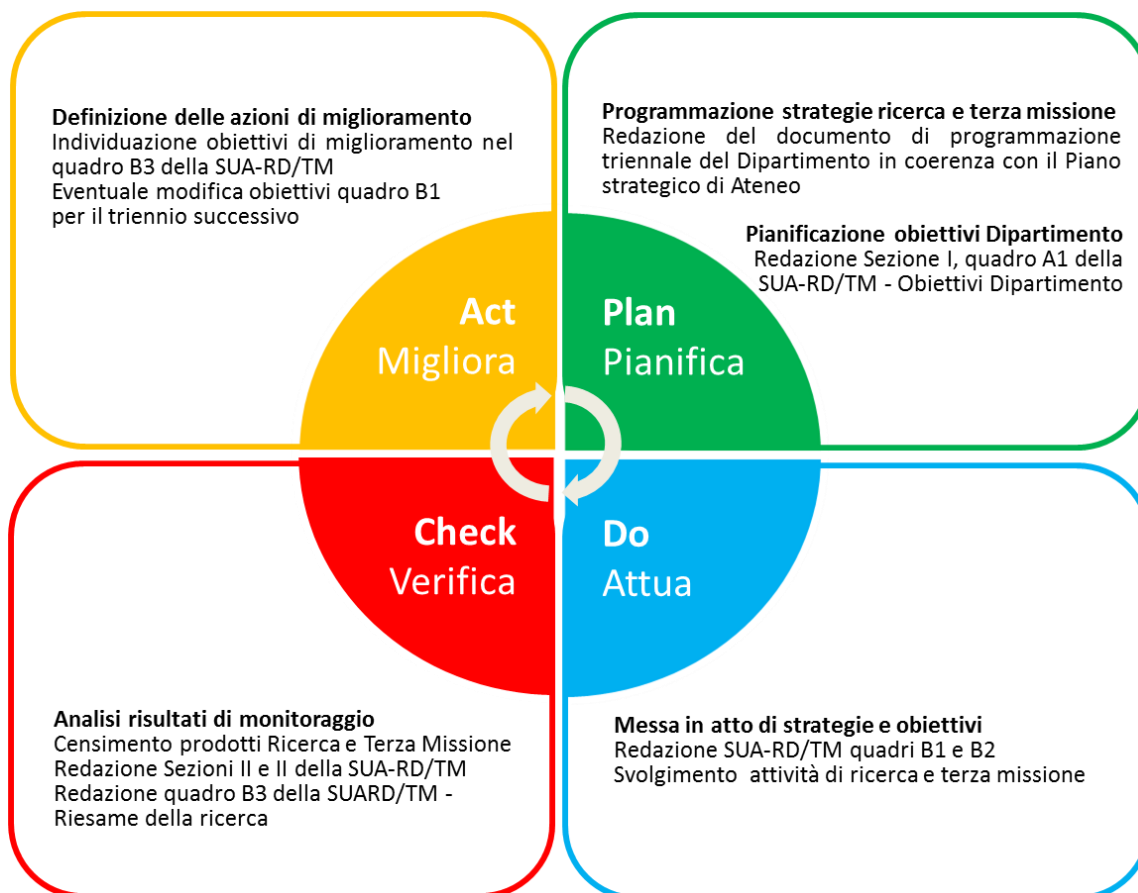 Definizione delle azioni di miglioramento
Individuazione obiettivi di miglioramento nel
quadro B3 della SUA-RD/TM
Eventuale modifica obiettivi quadro B1
per il triennio successivo
Programmazione strategie ricerca e terza missione
Redazione del documento di programmazione
triennale del Dipartimento in coerenza con il Piano
strategico di Ateneo
Pianificazione obiettivi Dipartimento
Redazione Sezione I, quadro A1 della
SUA-RD/TM - Obiettivi Dipartimento
Act
Migliora
Plan
Pianifica
Check
Verifica
Do
Attua
Analisi risultati di monitoraggio
Censimento prodotti Ricerca e Terza Missione
Redazione Sezioni II e II della SUA-RD/TM
Redazione quadro B3 della SUARD/TM -
Riesame della ricerca
Messa in atto di strategie e obiettivi
Redazione SUA-RD/TM quadri B1 e B2
Svolgimento attività di ricerca e terza missione